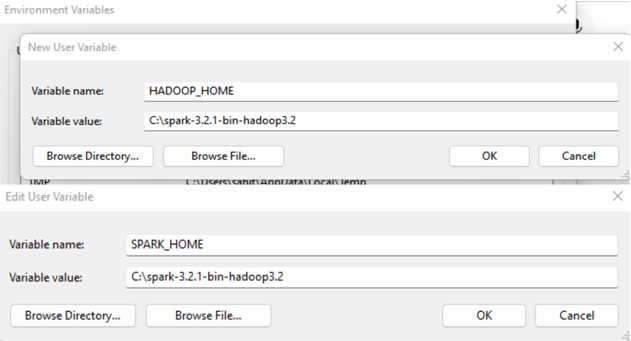 Environment Variables
New User Variable
Variable name: HADOOP_HOME
Variable value: C:\spark-3.2.1-bin-hadoop3.2
Browse Directory... Browse File... OK Cancel
TMP C:\Users\sahit\AppData\Local\Temp
Edit User Variable
Variable name: SPARK_HOME
Variable value: C:\spark-3.2.1-bin-hadoop3.2
Browse Directory... Browse File... OK Cancel